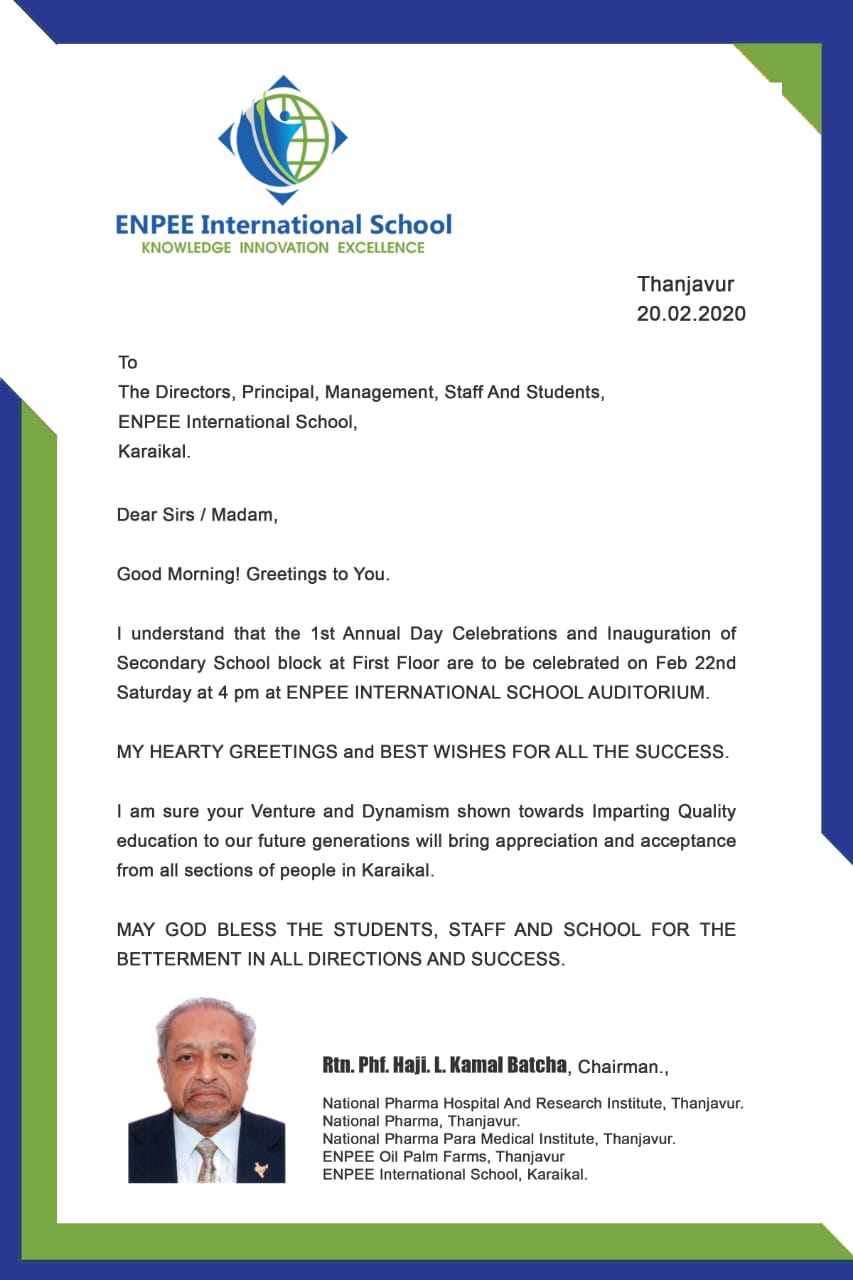 ENPEE International School
KNOWLEDGE INNOVATION EXCELLENCE
Thanjavur
20.02.2020
To
The Directors, Principal, Management, Staff And Students,
ENPEE International School,
Karaikal.
Dear Sirs / Madam,
Good Morning! Greetings to You.
I understand that the 1st Annual Day Celebrations and Inauguration of
Secondary School block at First Floor are to be celebrated on Feb 22nd
Saturday at 4 pm at ENPEE INTERNATIONAL SCHOOL AUDITORIUM.
MY HEARTY GREETINGS and BEST WISHES FOR ALL THE SUCCESS.
I am sure your Venture and Dynamism shown towards Imparting Quality
education to our future generations will bring appreciation and acceptance
from all sections of people in Karaikal.
MAY GOD BLESS THE STUDENTS, STAFF AND SCHOOL FOR THE
BETTERMENT IN ALL DIRECTIONS AND SUCCESS.
Rtn. Phf. Haji. L. Kamal Batcha, Chairman.,
National Pharma Hospital And Research Institute, Thanjavur.
National Pharma, Thanjavur.
National Pharma Para Medical Institute, Thanjavur.
ENPEE Oil Palm Farms, Thanjavur
ENPEE International School, Karaikal.